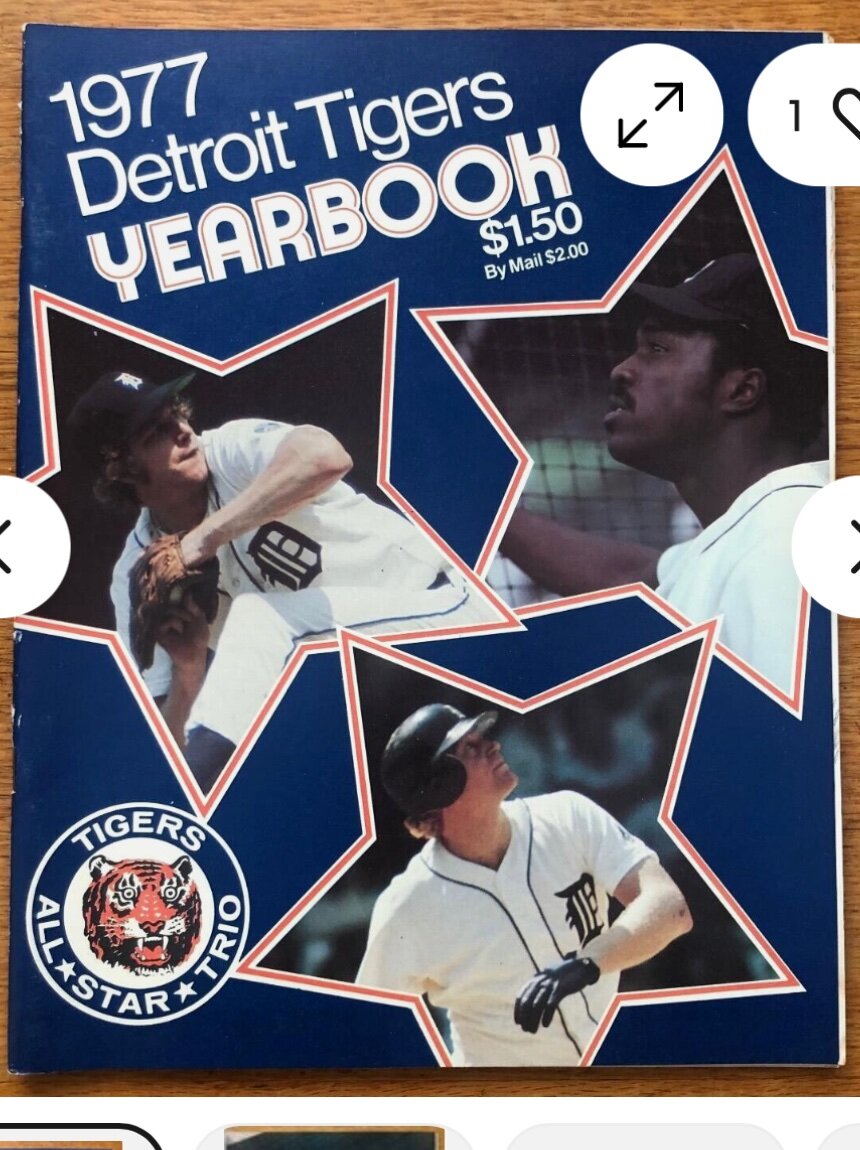 1977
Detroit Tigers
YEARBOOK
$1.50
By Mail $2.00
1
D
D
TIGERS
ALL★STAR★TRIO